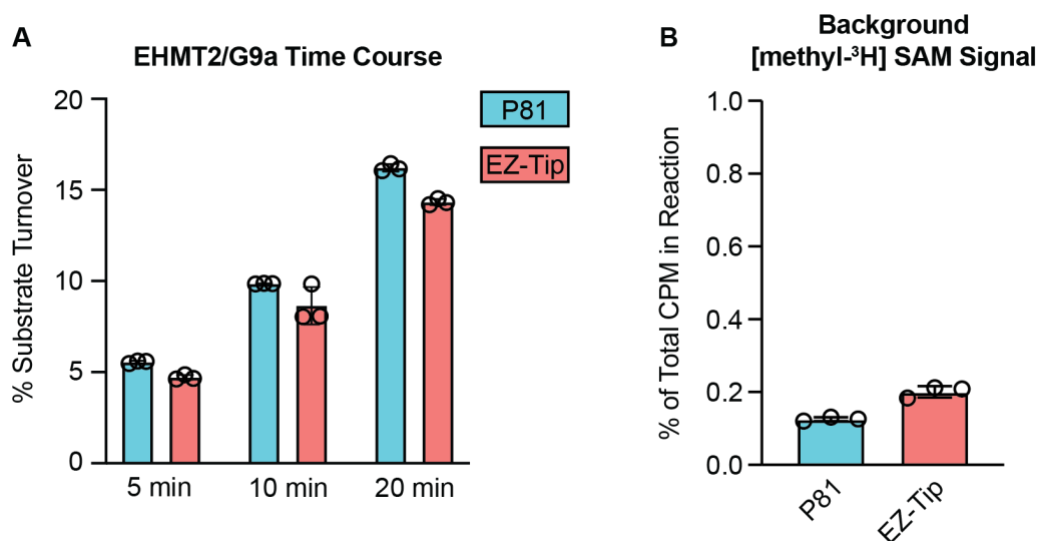 A
EHMT2/G9a Time Course
% Substrate Turnover
20
15
10
5
0
5 min
10 min
20 min
P81
EZ-Tip
B
Background
[methyl-³H] SAM Signal
% of Total CPM in Reaction
1.0
0.8
0.6
0.4
0.2
0.0
P81
EZ-Tip